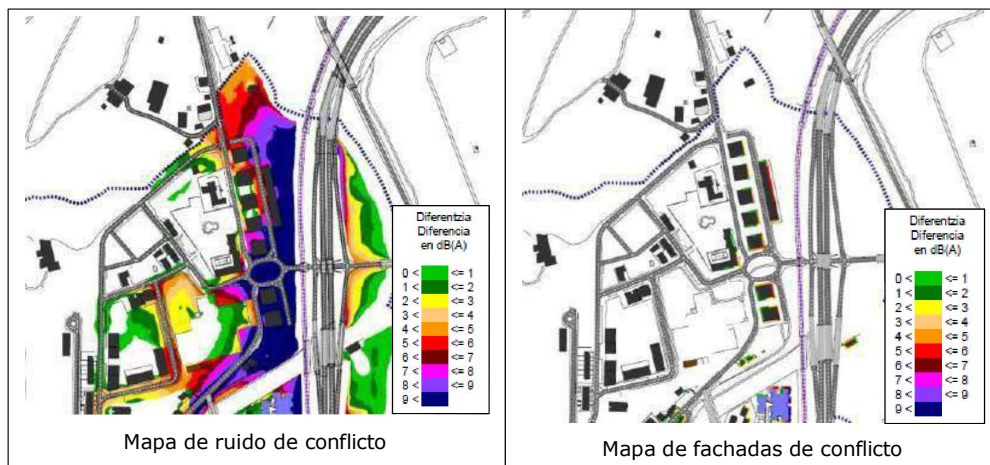 Diferentzia
Diferencia
en dB(A)
0 < <= 1
1 < <= 2
2 < <= 3
3 < <= 4
4 < <= 5
5 < <= 6
6 < <= 7
7 < <= 8
8 < <= 9
9 <
Mapa de ruido de conflicto
Diferentzia
Diferencia
en dB(A)
0 < <= 1
1 < <= 2
2 < <= 3
3 < <= 4
4 < <= 5
5 < <= 6
6 < <= 7
7 < <= 8
8 < <= 9
9 <
Mapa de fachadas de conflicto